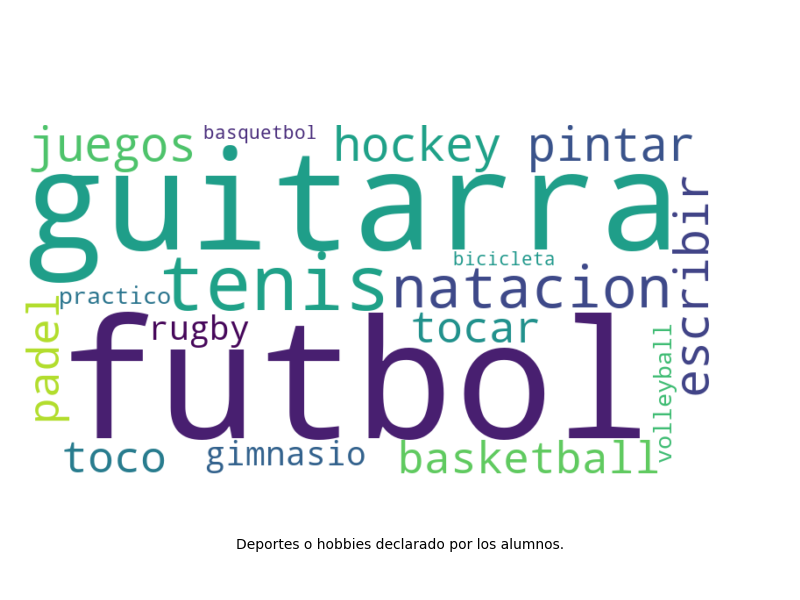 juegos basquetbol hockey pintar
guitarra
escribir
bicicleta
tenis natacion
practico
padel
rugby tocar
futbol
volleyball
toco gimnasio basketball
Deportes o hobbies declarado por los alumnos.